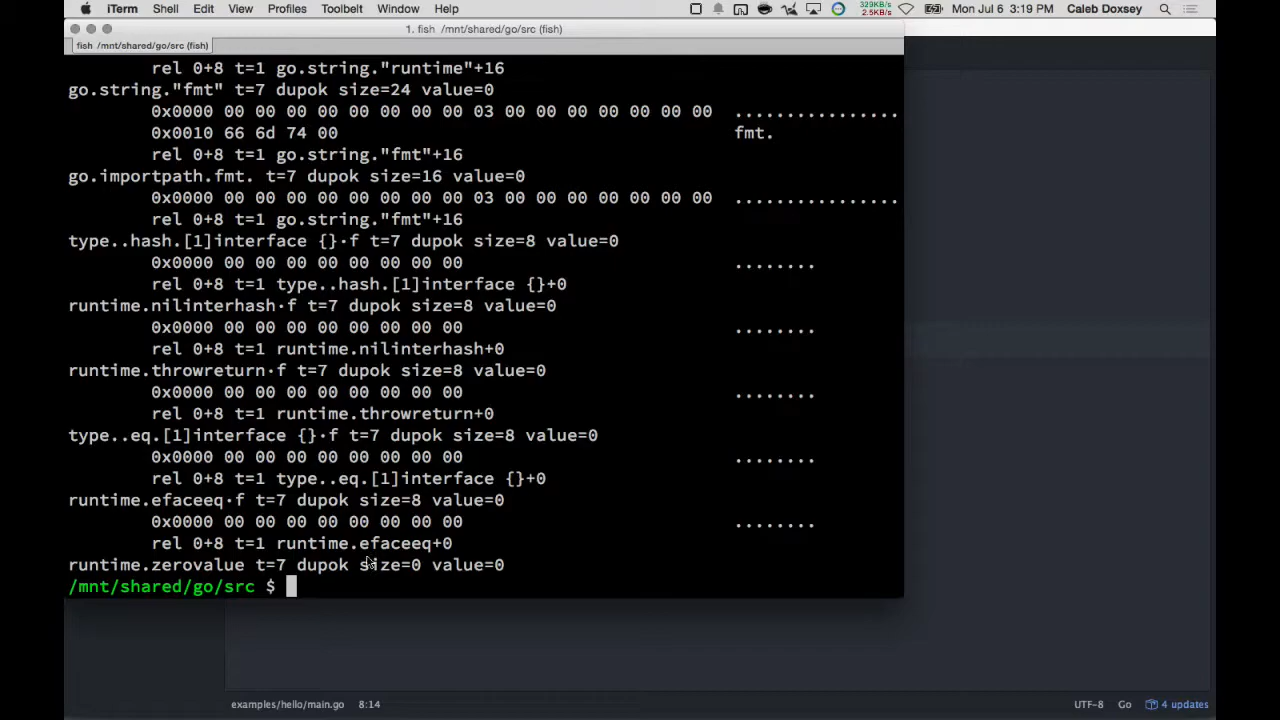 iTerm Shell Edit View Profiles Toolbelt Window Help 329KB 2.5KB/s Mon Jul 6 3:19 PM Caleb Doxsey
1. fish /mnt/shared/go/src (fish)
fish /mnt/shared/go/src (fish)
rel 0+8 t=1 go.string."runtime"+16
go.string."fmt" t=7 dupok size=24 value=0
0x0000 00 00 00 00 00 00 00 00 03 00 00 00 00 00 00 00 ................
0x0010 66 6d 74 00 fmt.
rel 0+8 t=1 go.string."fmt"+16
go.importpath.fmt. t=7 dupok size=16 value=0
0x0000 00 00 00 00 00 00 00 00 03 00 00 00 00 00 00 00 ................
rel 0+8 t=1 go.string."fmt"+16
type..hash.[1]interface {}·f t=7 dupok size=8 value=0
0x0000 00 00 00 00 00 00 00 00 ........
rel 0+8 t=1 type..hash.[1]interface {}+0
runtime.nilinterhash·f t=7 dupok size=8 value=0
0x0000 00 00 00 00 00 00 00 00 ........
rel 0+8 t=1 runtime.nilinterhash+0
runtime.throwreturn·f t=7 dupok size=8 value=0
0x0000 00 00 00 00 00 00 00 00 ........
rel 0+8 t=1 runtime.throwreturn+0
type..eq.[1]interface {}·f t=7 dupok size=8 value=0
0x0000 00 00 00 00 00 00 00 00 ........
rel 0+8 t=1 type..eq.[1]interface {}+0
runtime.efaceeq·f t=7 dupok size=8 value=0
0x0000 00 00 00 00 00 00 00 00 ........
rel 0+8 t=1 runtime.efaceeq+0
runtime.zerovalue t=7 dupok size=0 value=0
/mnt/shared/go/src $
examples/hello/main.go 8:14 UTF-8 Go 4 updates